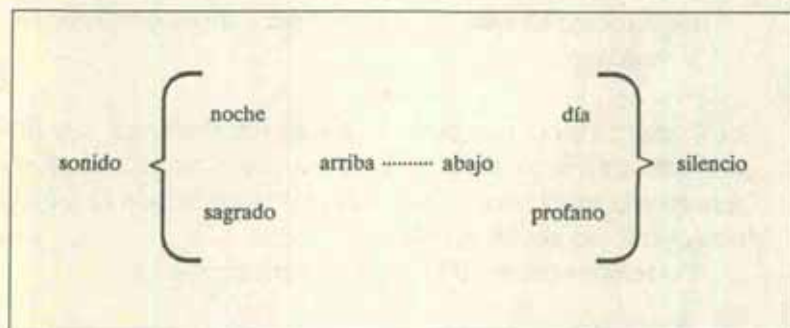 noche día
sonido arriba .......... abajo silencio
sagrado profano